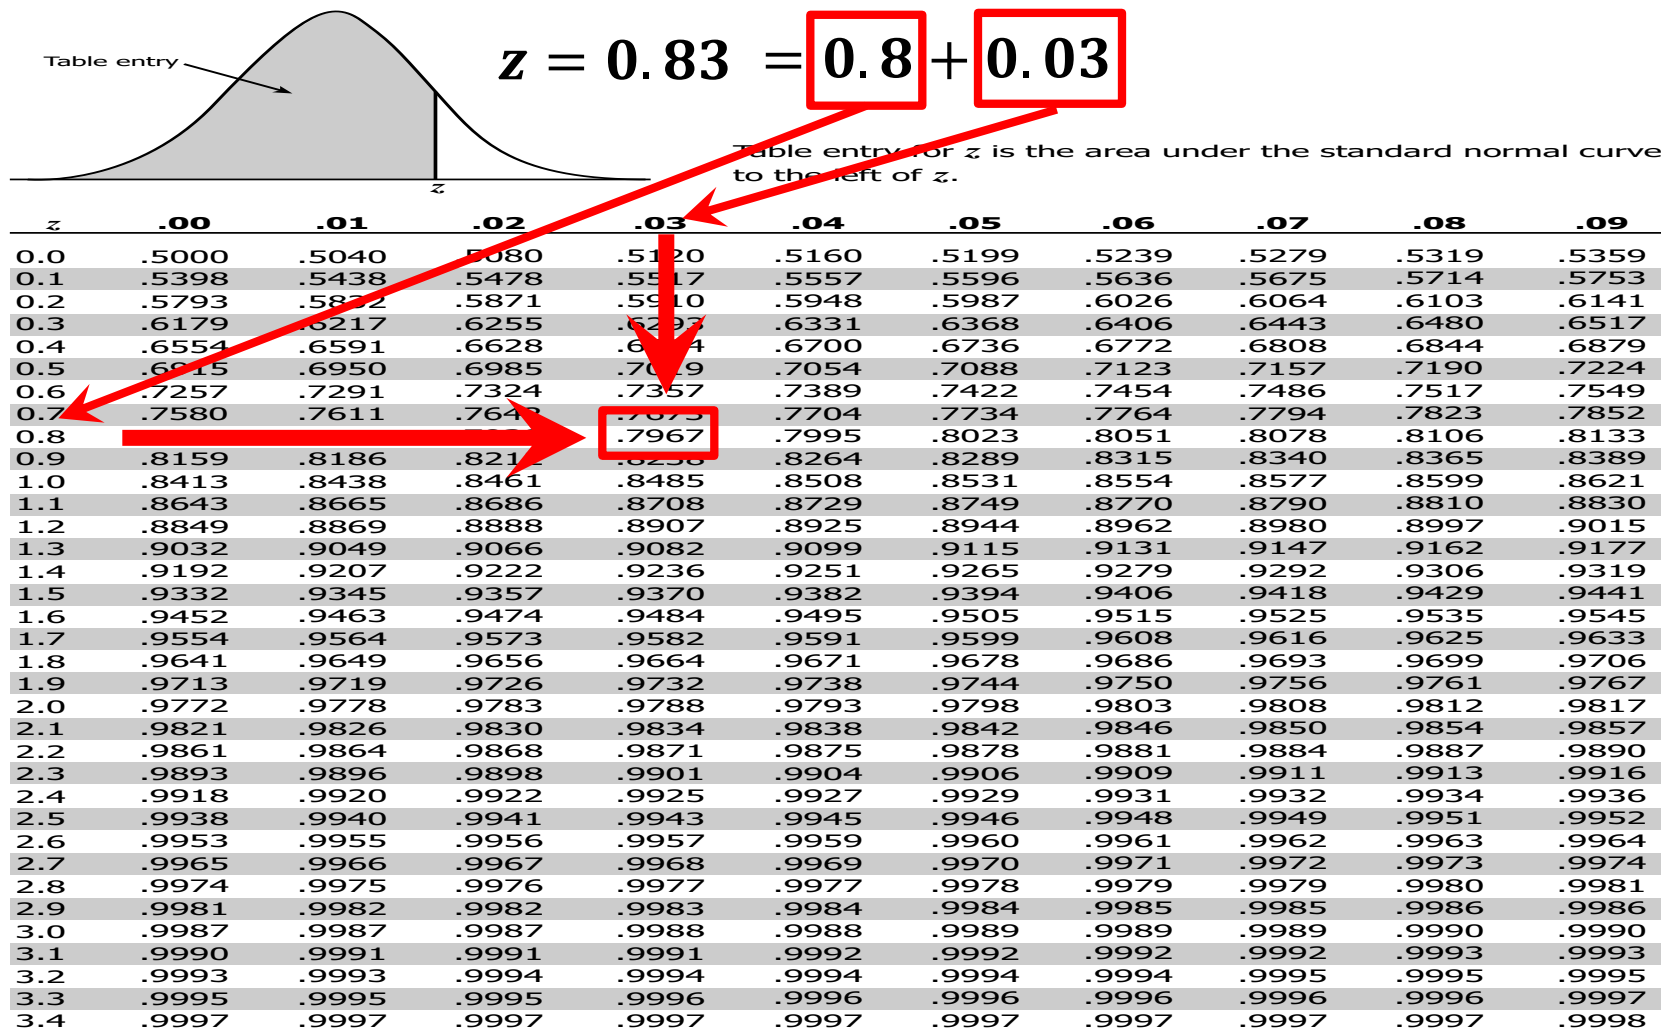 z = 0.83 = 0.8 + 0.03
Table entry
Table entry for z is the area under the standard normal curve
to the left of z.
z
z .00 .01 .02 .03 .04 .05 .06 .07 .08 .09
0.0 .5000 .5040 .5080 .5120 .5160 .5199 .5239 .5279 .5319 .5359
0.1 .5398 .5438 .5478 .5517 .5557 .5596 .5636 .5675 .5714 .5753
0.2 .5793 .5832 .5871 .5910 .5948 .5987 .6026 .6064 .6103 .6141
0.3 .6179 .6217 .6255 .6293 .6331 .6368 .6406 .6443 .6480 .6517
0.4 .6554 .6591 .6628 .6700 .6736 .6772 .6808 .6844 .6879
0.5 .6915 .6950 .6985 .7019 .7054 .7088 .7123 .7157 .7190 .7224
0.6 .7257 .7291 .7324 .7357 .7389 .7422 .7454 .7486 .7517 .7549
0.7 .7580 .7611 .7642 .7673 .7704 .7734 .7764 .7794 .7823 .7852
0.8 .7967 .7995 .8023 .8051 .8078 .8106 .8133
0.9 .8159 .8186 .8212 .8238 .8264 .8289 .8315 .8340 .8365 .8389
1.0 .8413 .8438 .8461 .8485 .8508 .8531 .8554 .8577 .8599 .8621
1.1 .8643 .8665 .8686 .8708 .8729 .8749 .8770 .8790 .8810 .8830
1.2 .8849 .8869 .8888 .8907 .8925 .8944 .8962 .8980 .8997 .9015
1.3 .9032 .9049 .9066 .9082 .9099 .9115 .9131 .9147 .9162 .9177
1.4 .9192 .9207 .9222 .9236 .9251 .9265 .9279 .9292 .9306 .9319
1.5 .9332 .9345 .9357 .9370 .9382 .9394 .9406 .9418 .9429 .9441
1.6 .9452 .9463 .9474 .9484 .9495 .9505 .9515 .9525 .9535 .9545
1.7 .9554 .9564 .9573 .9582 .9591 .9599 .9608 .9616 .9625 .9633
1.8 .9641 .9649 .9656 .9664 .9671 .9678 .9686 .9693 .9699 .9706
1.9 .9713 .9719 .9726 .9732 .9738 .9744 .9750 .9756 .9761 .9767
2.0 .9772 .9778 .9783 .9788 .9793 .9798 .9803 .9808 .9812 .9817
2.1 .9821 .9826 .9830 .9834 .9838 .9842 .9846 .9850 .9854 .9857
2.2 .9861 .9864 .9868 .9871 .9875 .9878 .9881 .9884 .9887 .9890
2.3 .9893 .9896 .9898 .9901 .9904 .9906 .9909 .9911 .9913 .9916
2.4 .9918 .9920 .9922 .9925 .9927 .9929 .9931 .9932 .9934 .9936
2.5 .9938 .9940 .9941 .9943 .9945 .9946 .9948 .9949 .9951 .9952
2.6 .9953 .9955 .9956 .9957 .9959 .9960 .9961 .9962 .9963 .9964
2.7 .9965 .9966 .9967 .9968 .9969 .9970 .9971 .9972 .9973 .9974
2.8 .9974 .9975 .9976 .9977 .9977 .9978 .9979 .9979 .9980 .9981
2.9 .9981 .9982 .9982 .9983 .9984 .9984 .9985 .9985 .9986 .9986
3.0 .9987 .9987 .9987 .9988 .9988 .9989 .9989 .9989 .9990 .9990
3.1 .9990 .9991 .9991 .9991 .9992 .9992 .9992 .9992 .9993 .9993
3.2 .9993 .9993 .9994 .9994 .9994 .9994 .9994 .9995 .9995 .9995
3.3 .9995 .9995 .9995 .9996 .9996 .9996 .9996 .9996 .9996 .9997
3.4 .9997 .9997 .9997 .9997 .9997 .9997 .9997 .9997 .9997 .9998